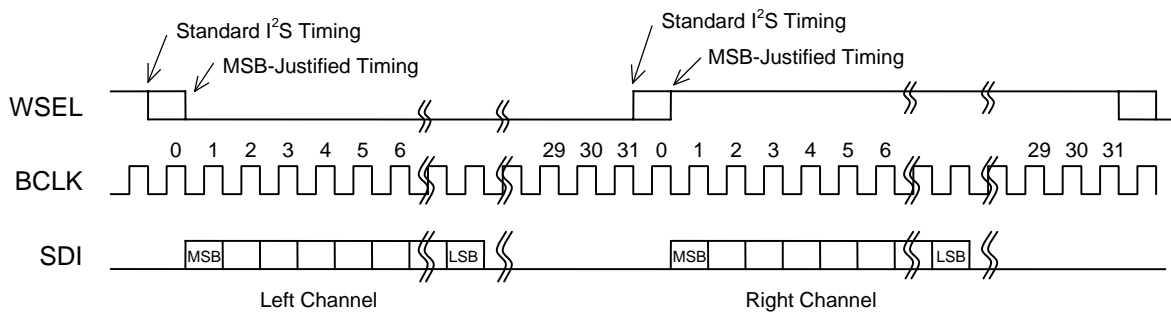 Standard I²S Timing
MSB-Justified Timing
Standard I²S Timing
MSB-Justified Timing
WSEL
0 1 2 3 4 5 6 29 30 31 0 1 2 3 4 5 6 29 30 31
BCLK
SDI MSB LSB MSB LSB
Left Channel Right Channel